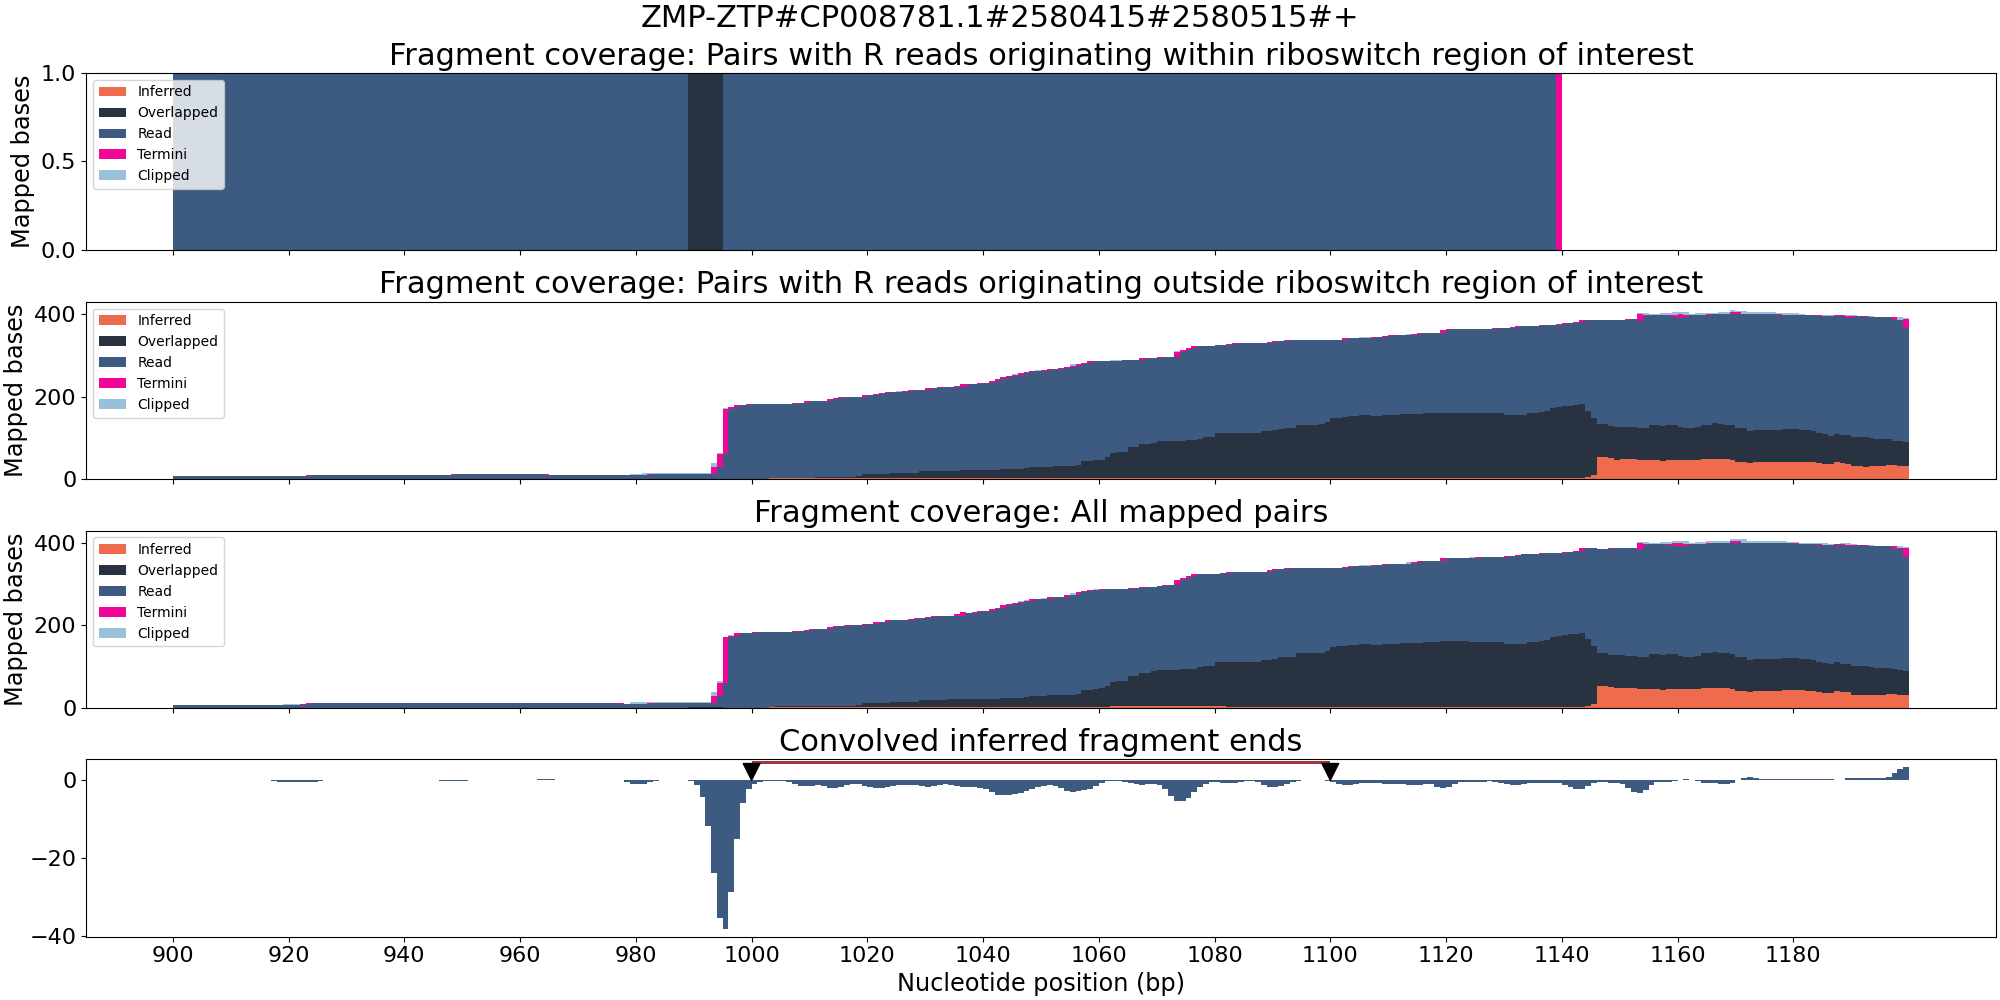 ZMP-ZTP#CP008781.1#2580415#2580515#+
Fragment coverage: Pairs with R reads originating within riboswitch region of interest
Mapped bases
1.0
0.5
0.0
Inferred
Overlapped
Read
Termini
Clipped
Fragment coverage: Pairs with R reads originating outside riboswitch region of interest
Mapped bases
400
200
0
Inferred
Overlapped
Read
Termini
Clipped
Fragment coverage: All mapped pairs
Mapped bases
400
200
0
Inferred
Overlapped
Read
Termini
Clipped
Convolved inferred fragment ends
0
−20
−40
900 920 940 960 980 1000 1020 1040 1060 1080 1100 1120 1140 1160 1180
Nucleotide position (bp)